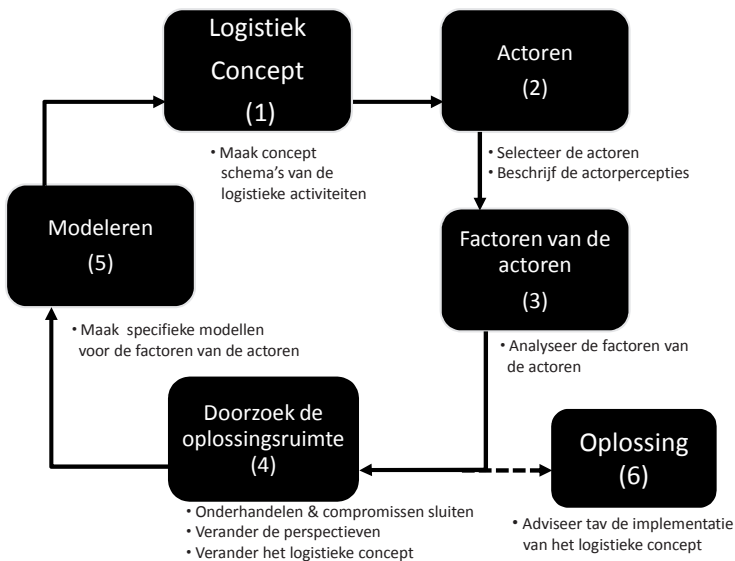 Logistiek
Concept
(1)
• Maak concept
schema's van de
logistieke activiteiten
Actoren
(2)
• Selecteer de actoren
• Beschrijf de actorpercepties
Factoren van de
actoren
(3)
• Analyseer de factoren van
de actoren
Doorzoek de
oplossingsruimte
(4)
• Onderhandelen & compromissen sluiten
• Verander de perspectieven
• Verander het logistieke concept
Modeleren
(5)
• Maak specifieke modellen
voor de factoren van de actoren
Oplossing
(6)
• Adviseer tav de implementatie
van het logistieke concept